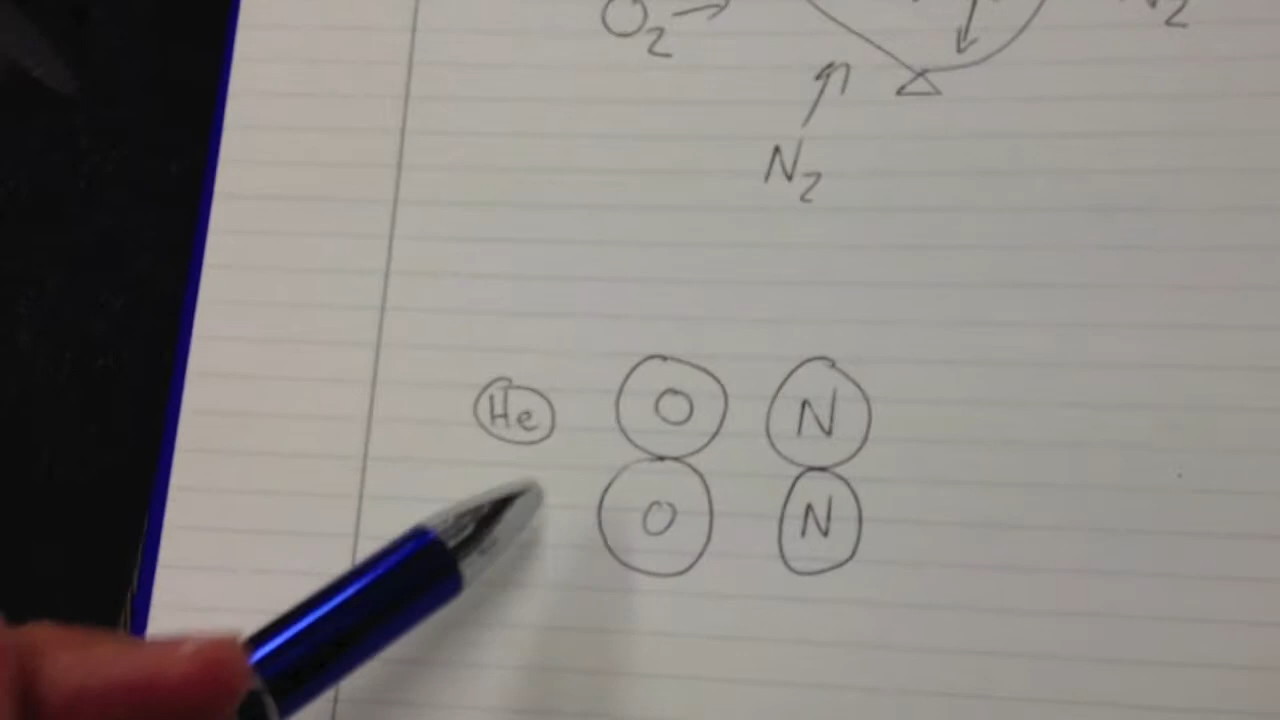 O2 → N2
N2
He O N
O N